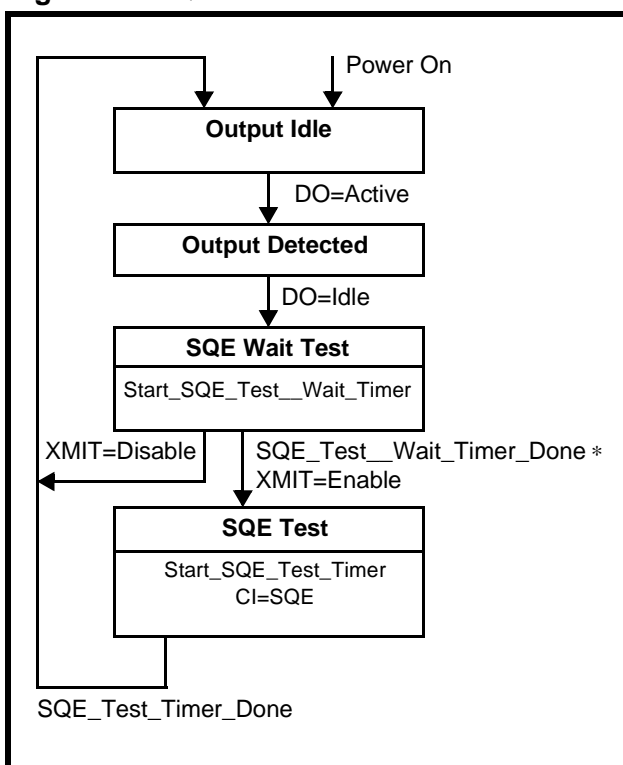 Power On
Output Idle
DO=Active
Output Detected
DO=Idle
SQE Wait Test
Start_SQE_Test__Wait_Timer
XMIT=Disable
SQE_Test__Wait_Timer_Done *
XMIT=Enable
SQE Test
Start_SQE_Test_Timer
CI=SQE
SQE_Test_Timer_Done